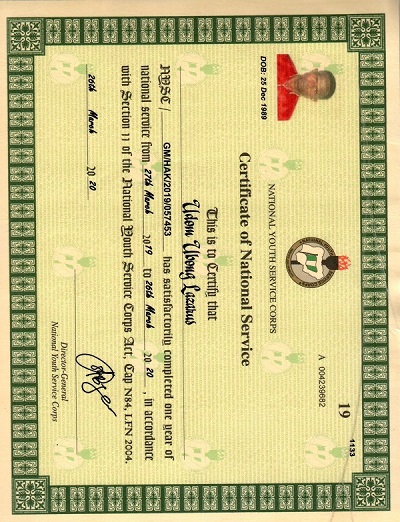 19 1133
A 004239682
NATIONAL YOUTH SERVICE CORPS
DOB: 25 Dec 1989
Certificate of National Service
This is to Certify that
Udom Ubong Lazarus
NYSC/ GM/HAK/2019/057453 has satisfactorily completed one year of
national service from 27th March 2019 to 26th March 2020, in accordance
with Section 11 of the National Youth Service Corps Act, Cap N84, LFN 2004.
26th March 2020
Director-General
National Youth Service Corps